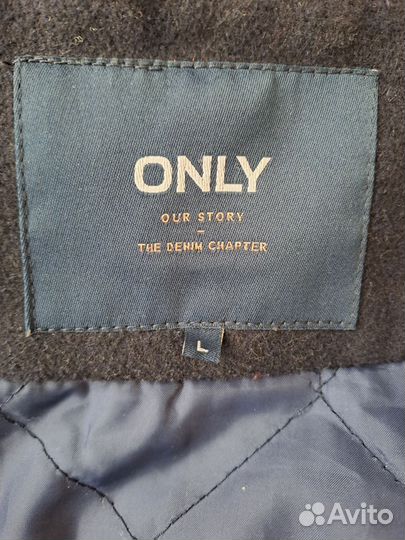 ONLY
OUR STORY
–
THE DENIM CHAPTER
L
Avito